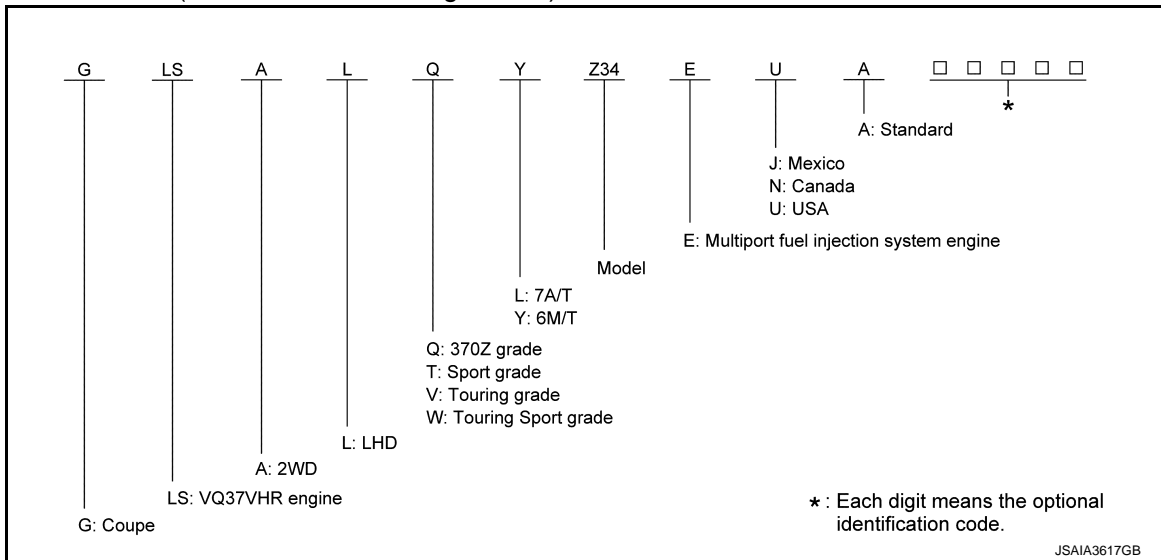 G LS A L Q Y Z34 E U A □ □ □ □ □
*
A: Standard
J: Mexico
N: Canada
U: USA
E: Multiport fuel injection system engine
Model
L: 7A/T
Y: 6M/T
Q: 370Z grade
T: Sport grade
V: Touring grade
W: Touring Sport grade
L: LHD
A: 2WD
LS: VQ37VHR engine
G: Coupe
* : Each digit means the optional
identification code.
JSAIA3617GB